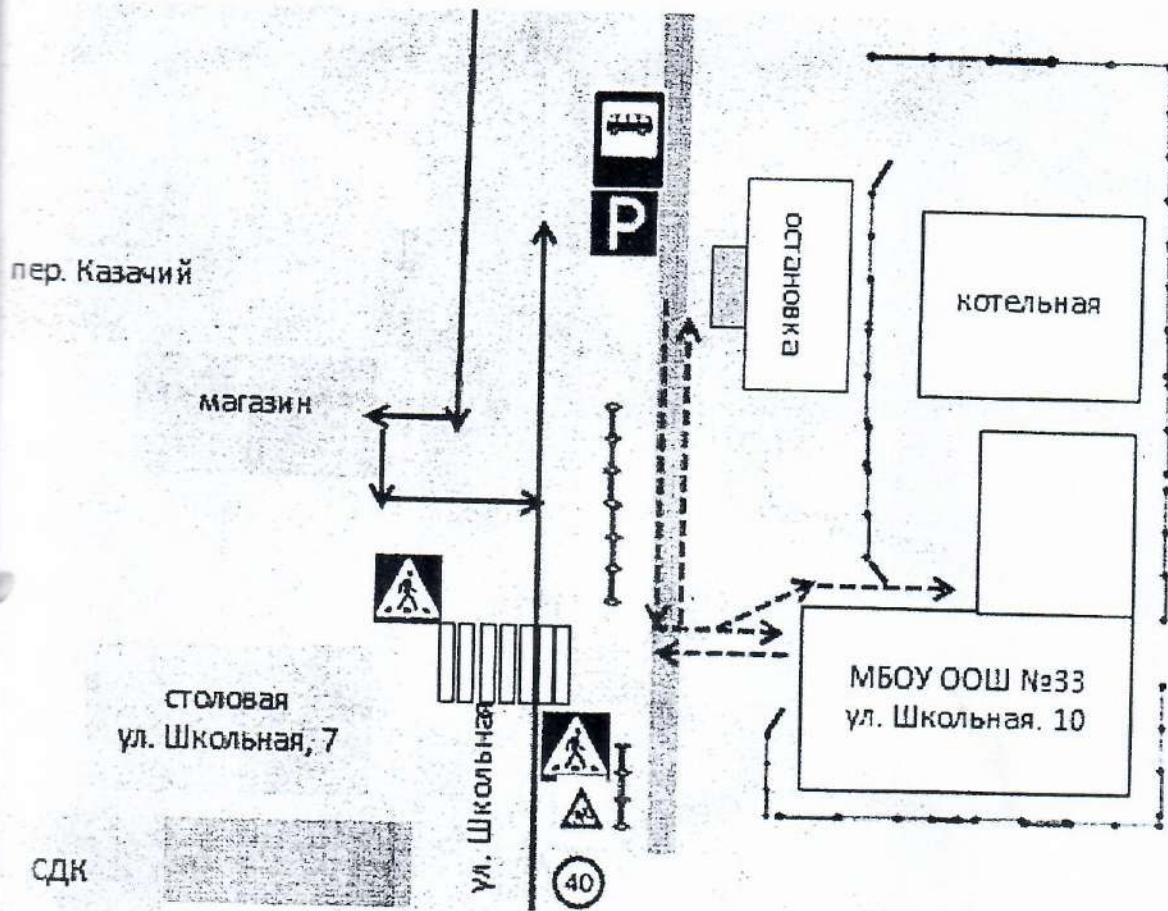 P
остановка
пер. Казачий
котельная
магазин
МБОУ ООШ №33
ул. Школьная. 10
столовая
ул. Школьная, 7
ул. Школьная
СДК
40